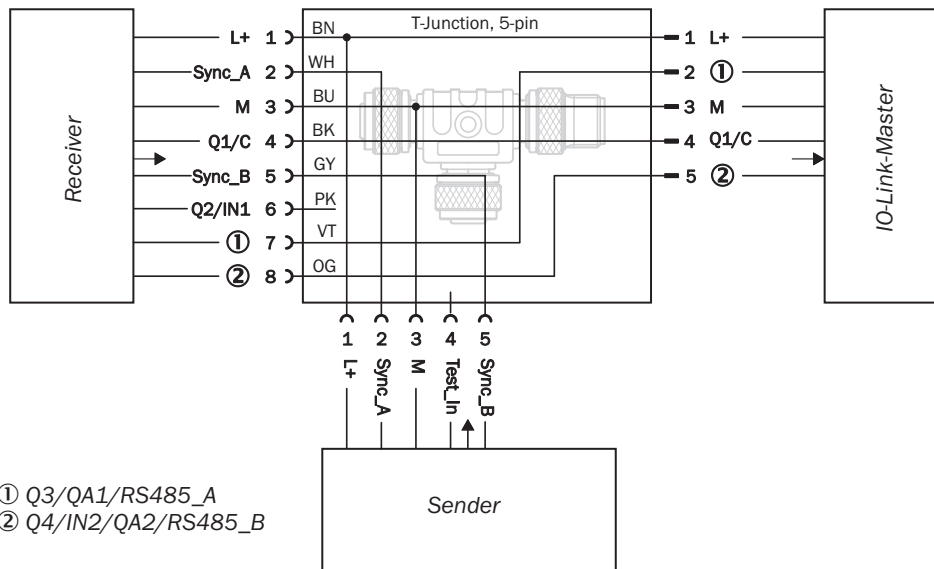 T-Junction, 5-pin
L+ 1 BN 1 L+
Sync_A 2 WH 2 ①
M 3 BU 3 M
Q1/C 4 BK 4 Q1/C
Sync_B 5 GY 5 ②
Q2/IN1 6 PK
① 7 VT
② 8 OG
Receiver
IO-Link-Master
1 2 3 4 5
L+ Sync_A M Test_In Sync_B
Sender
① Q3/QA1/RS485_A
② Q4/IN2/QA2/RS485_B